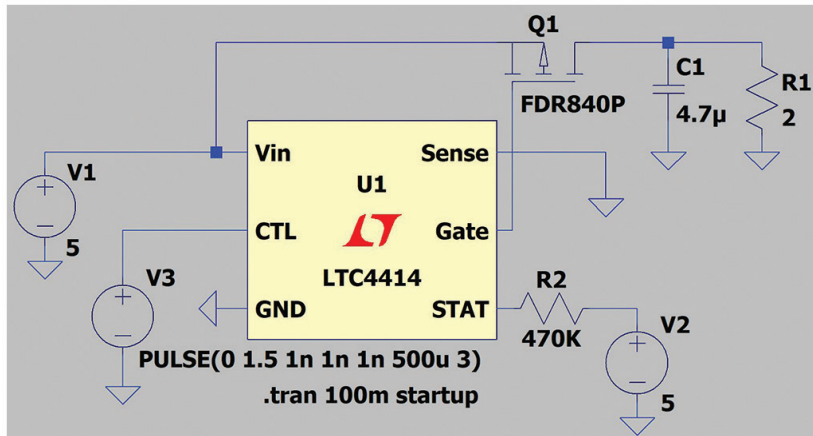 Q1
C1
R1
FDR840P
4.7µ
2
Vin
Sense
V1
U1
5
CTL
Gate
V3
LTC4414
R2
GND
STAT
V2
470K
PULSE(0 1.5 1n 1n 1n 500u 3)
5
.tran 100m startup